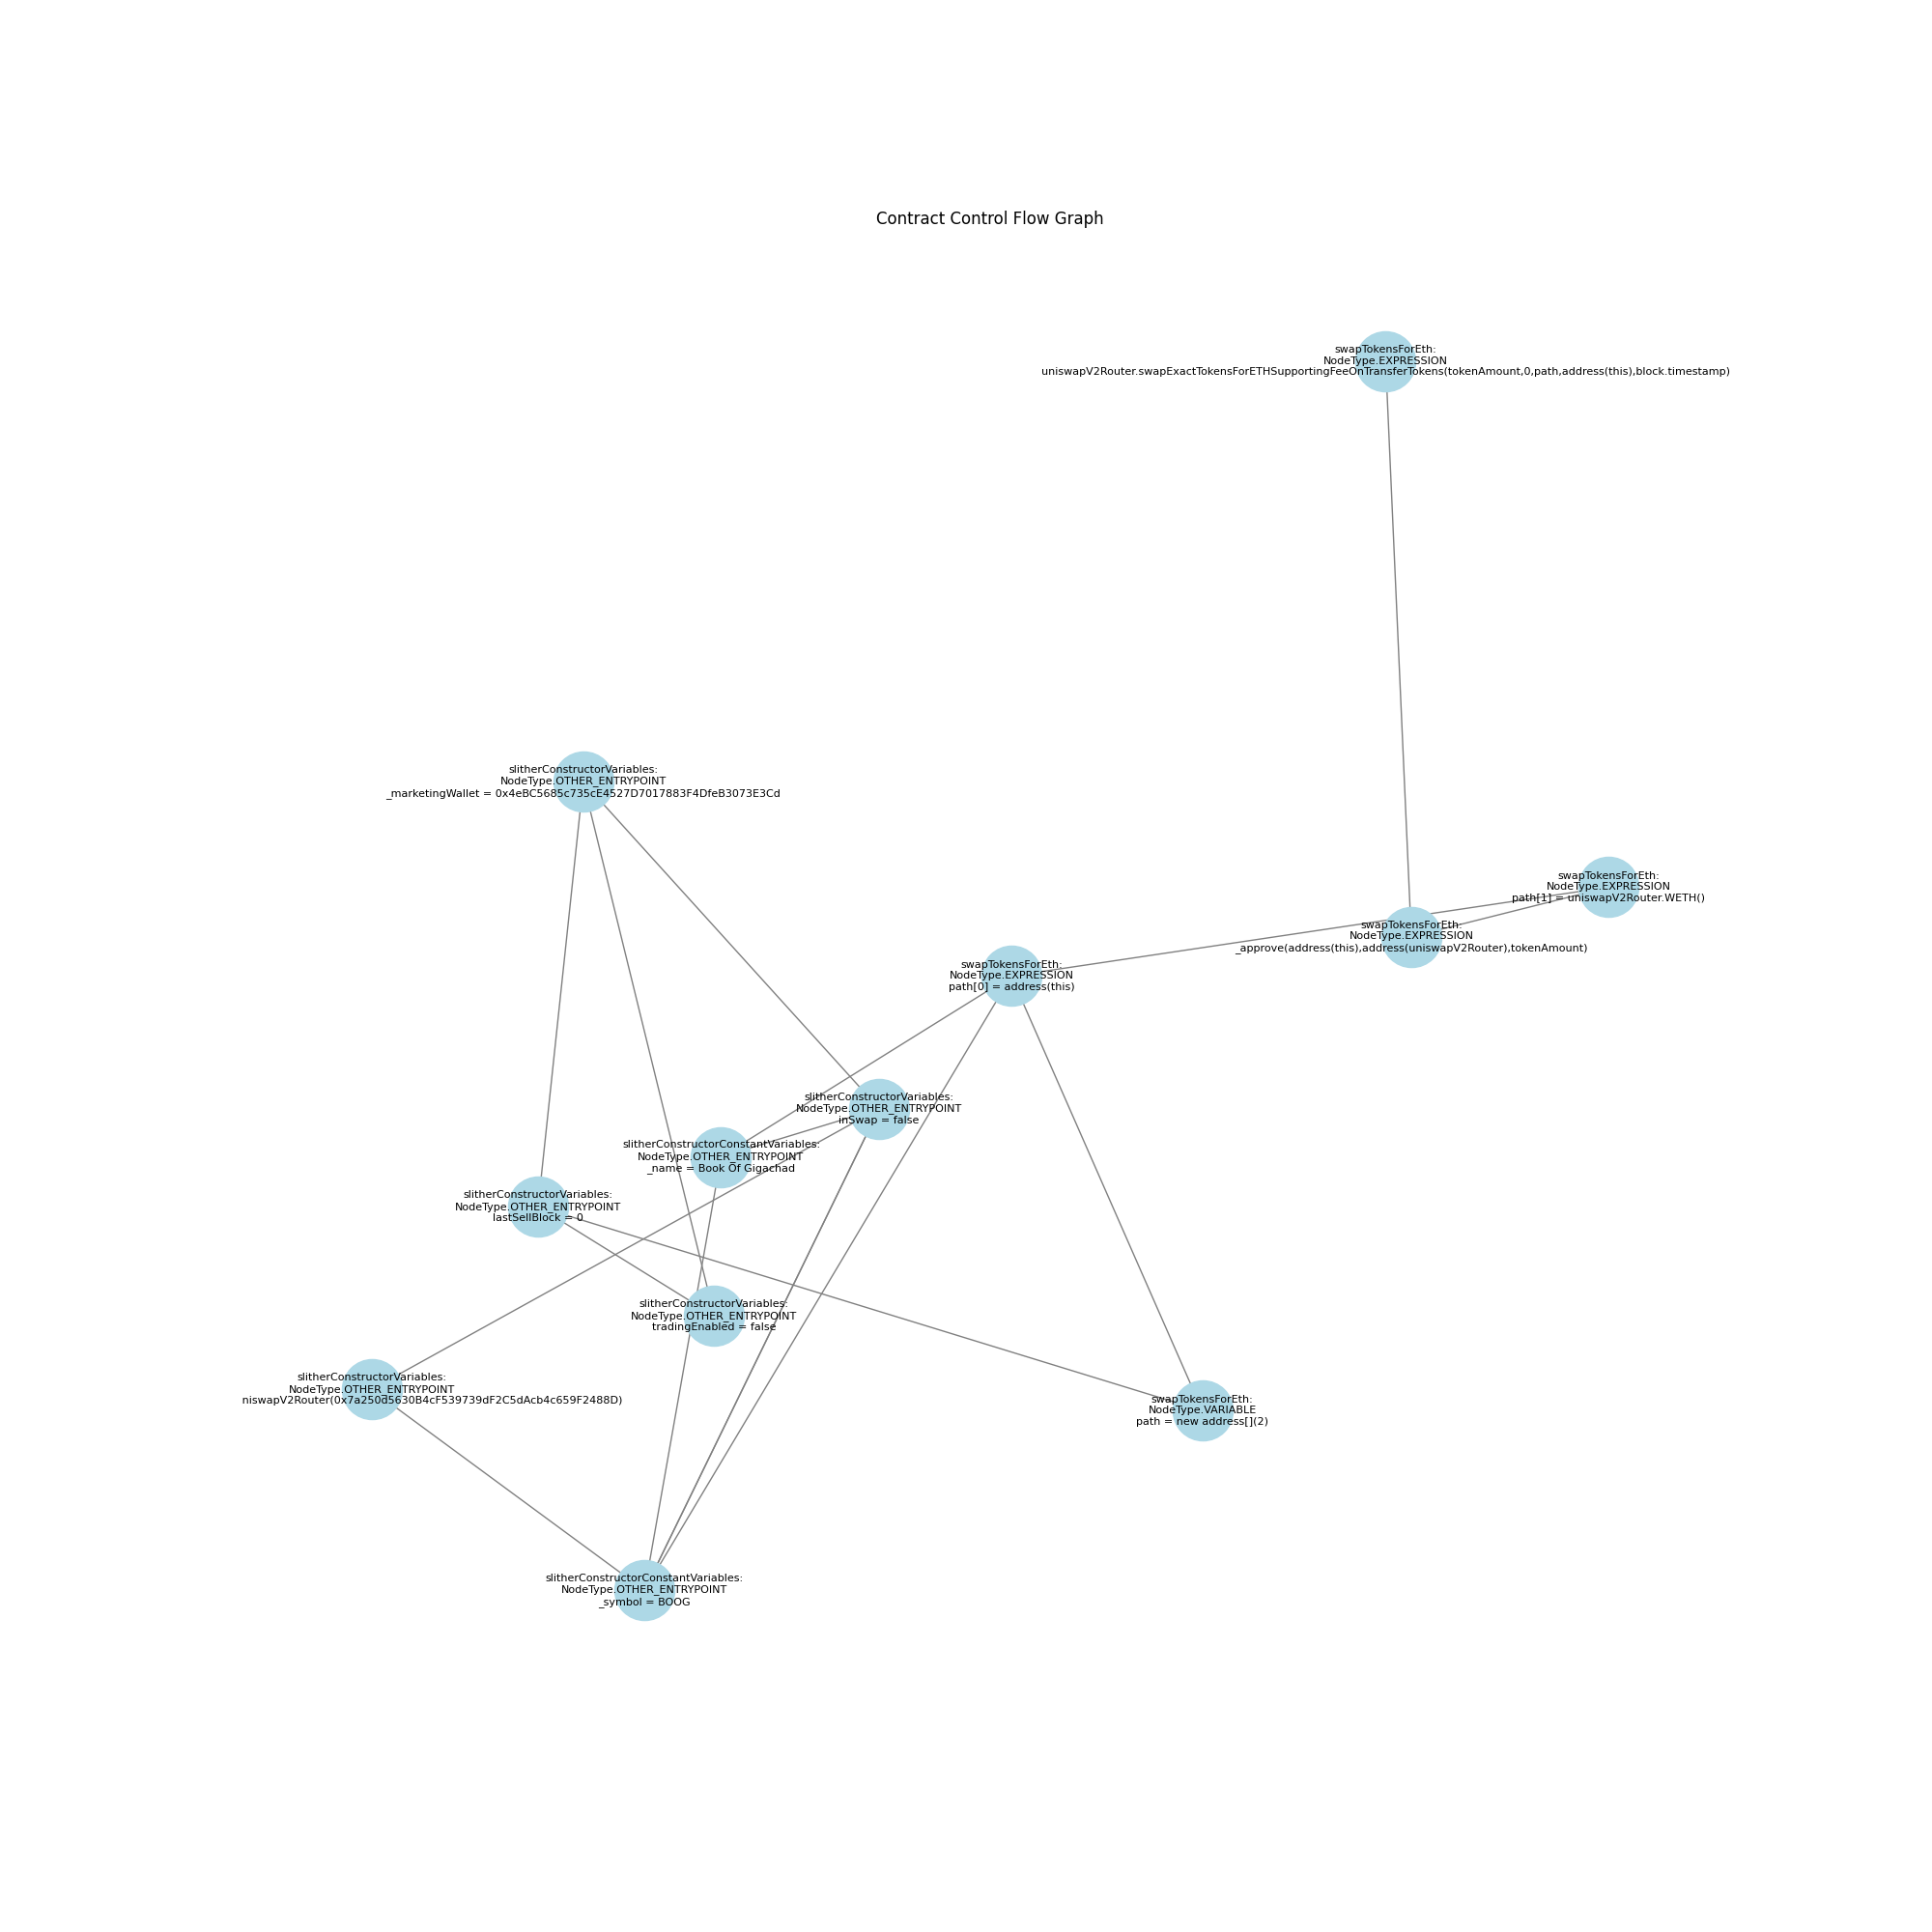 Contract Control Flow Graph
swapTokensForEth:
NodeType.EXPRESSION
uniswapV2Router.swapExactTokensForETHSupportingFeeOnTransferTokens(tokenAmount,0,path,address(this),block.timestamp)
slitherConstructorVariables:
NodeType.OTHER_ENTRYPOINT
_marketingWallet = 0x4eBC5685c735cE4527D7017883F4DfeB3073E3Cd
swapTokensForEth:
NodeType.EXPRESSION
path[1] = uniswapV2Router.WETH()
swapTokensForEth:
NodeType.EXPRESSION
_approve(address(this),address(uniswapV2Router),tokenAmount)
swapTokensForEth:
NodeType.EXPRESSION
path[0] = address(this)
slitherConstructorVariables:
NodeType.OTHER_ENTRYPOINT
inSwap = false
slitherConstructorConstantVariables:
NodeType.OTHER_ENTRYPOINT
_name = Book Of Gigachad
slitherConstructorVariables:
NodeType.OTHER_ENTRYPOINT
lastSellBlock = 0
slitherConstructorVariables:
NodeType.OTHER_ENTRYPOINT
tradingEnabled = false
slitherConstructorVariables:
NodeType.OTHER_ENTRYPOINT
niswapV2Router(0x7a250d5630B4cF539739dF2C5dAcb4c659F2488D)
swapTokensForEth:
NodeType.VARIABLE
path = new address[](2)
slitherConstructorConstantVariables:
NodeType.OTHER_ENTRYPOINT
_symbol = BOOG